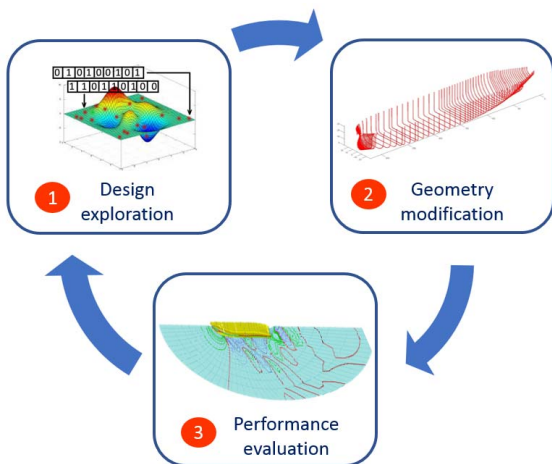 0 1 0 1 0 0 1 0 1
1 1 0 1 1 0 1 0 0
1 Design
exploration
2 Geometry
modification
3 Performance
evaluation